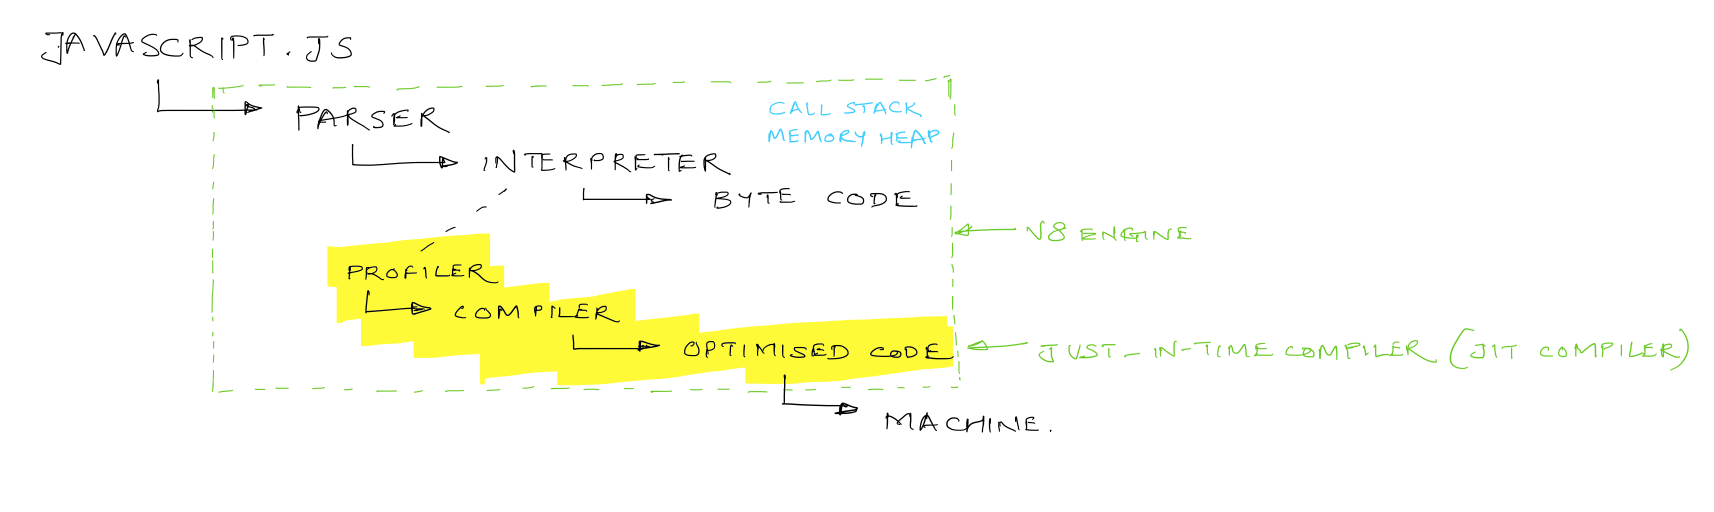 JAVASCRIPT.JS
PARSER
CALL STACK
MEMORY HEAP
INTERPRETER
BYTE CODE
V8 ENGINE
PROFILER
COMPILER
OPTIMISED CODE
JUST-IN-TIME COMPILER (JIT COMPILER)
MACHINE.